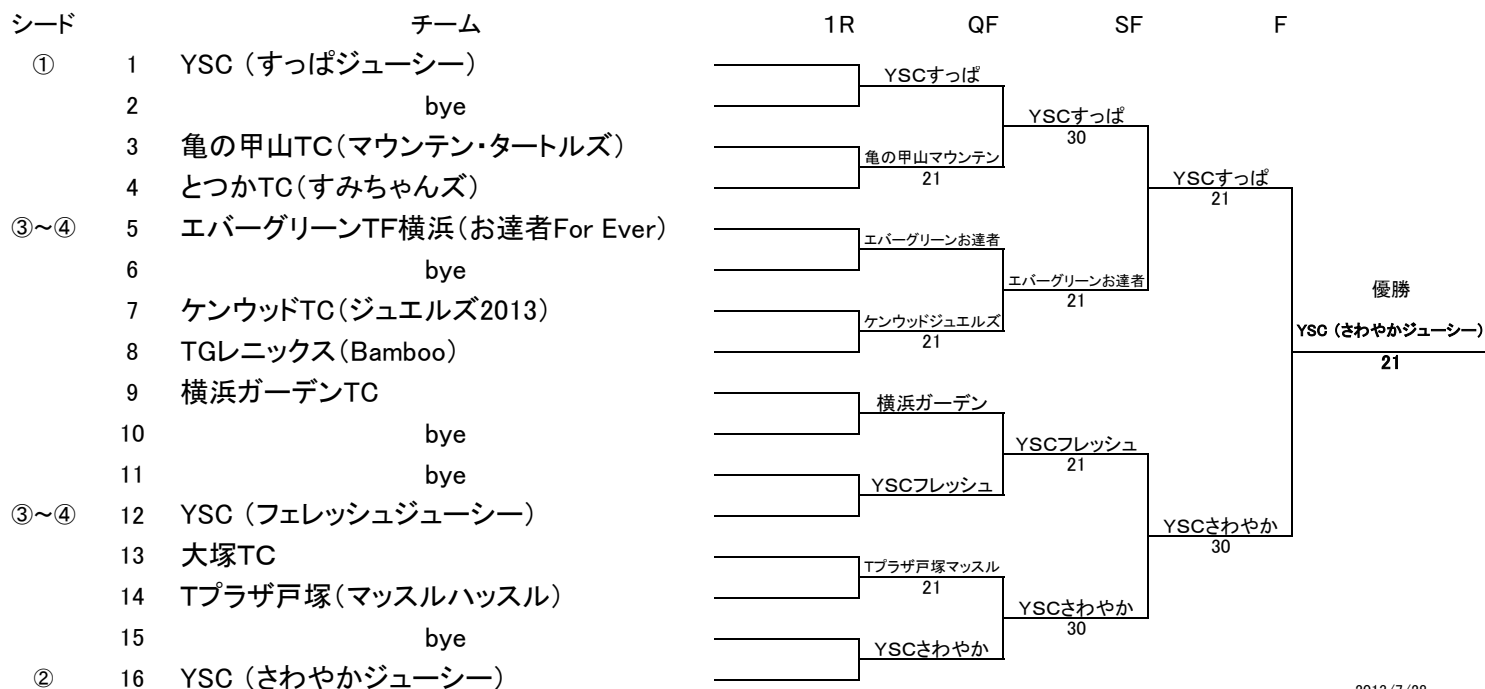 シード チーム 1R QF SF F
① 1 YSC （すっぱジューシー）
YSCすっぱ
2 bye
YSCすっぱ
30
3 亀の甲山TC（マウンテン・タートルズ）
亀の甲山マウンテン
21
4 とつかTC（すみちゃんズ）
YSCすっぱ
21
③～④ 5 エバーグリーンTF横浜（お達者For Ever）
エバーグリーンお達者
6 bye
エバーグリーンお達者
21
優勝
7 ケンウッドTC（ジュエルズ2013）
ケンウッドジュエルズ
21
YSC （さわやかジューシー）
21
8 TGレニックス（Bamboo）
9 横浜ガーデンTC
横浜ガーデン
10 bye
YSCフレッシュ
21
11 bye
YSCフレッシュ
③～④ 12 YSC （フェレッシュジューシー）
YSCさわやか
30
13 大塚TC
Tプラザ戸塚マッスル
21
14 Tプラザ戸塚（マッスルハッスル）
YSCさわやか
30
15 bye
YSCさわやか
② 16 YSC （さわやかジューシー）